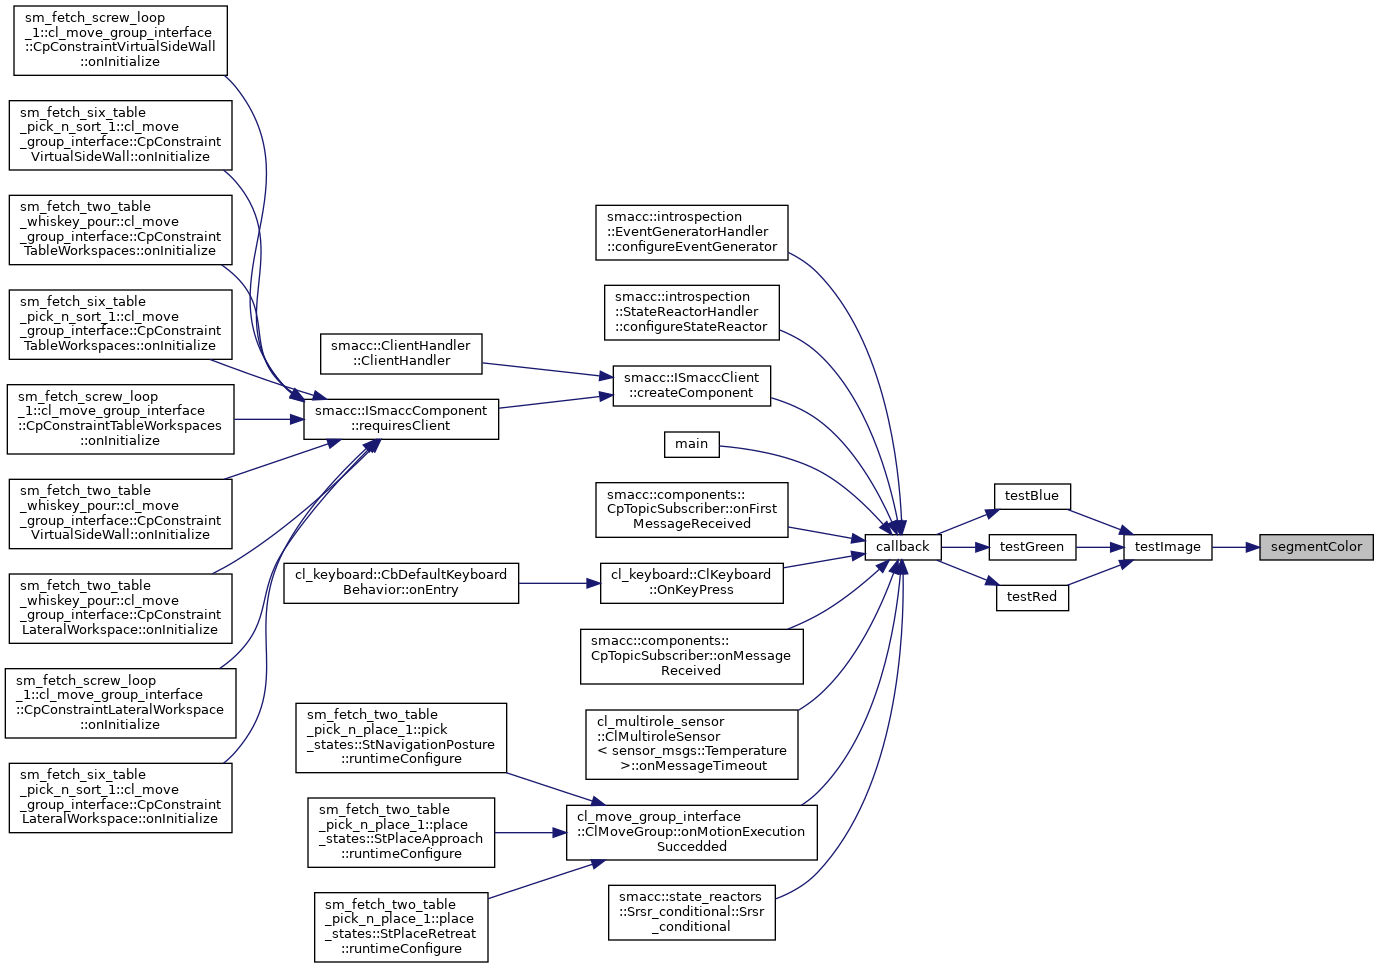 sm_fetch_screw_loop
_1::cl_move_group_interface
::CpConstraintVirtualSideWall
::onInitialize
sm_fetch_six_table
_pick_n_sort_1::cl_move
_group_interface::CpConstraint
VirtualSideWall::onInitialize
sm_fetch_two_table
_whiskey_pour::cl_move
_group_interface::CpConstraint
TableWorkspaces::onInitialize
sm_fetch_six_table
_pick_n_sort_1::cl_move
_group_interface::CpConstraint
TableWorkspaces::onInitialize
sm_fetch_screw_loop
_1::cl_move_group_interface
::CpConstraintTableWorkspaces
::onInitialize
sm_fetch_two_table
_whiskey_pour::cl_move
_group_interface::CpConstraint
VirtualSideWall::onInitialize
sm_fetch_two_table
_whiskey_pour::cl_move
_group_interface::CpConstraint
LateralWorkspace::onInitialize
sm_fetch_screw_loop
_1::cl_move_group_interface
::CpConstraintLateralWorkspace
::onInitialize
sm_fetch_six_table
_pick_n_sort_1::cl_move
_group_interface::CpConstraint
LateralWorkspace::onInitialize
smacc::ClientHandler
::ClientHandler
smacc::ISmaccComponent
::requiresClient
cl_keyboard::CbDefaultKeyboard
Behavior::onEntry
sm_fetch_two_table
_pick_n_place_1::pick
_states::StNavigationPosture
::runtimeConfigure
sm_fetch_two_table
_pick_n_place_1::place
_states::StPlaceApproach
::runtimeConfigure
sm_fetch_two_table
_pick_n_place_1::place
_states::StPlaceRetreat
::runtimeConfigure
smacc::introspection
::EventGeneratorHandler
::configureEventGenerator
smacc::introspection
::StateReactorHandler
::configureStateReactor
smacc::ISmaccClient
::createComponent
main
smacc::components::
CpTopicSubscriber::onFirst
MessageReceived
cl_keyboard::ClKeyboard
::OnKeyPress
smacc::components::
CpTopicSubscriber::onMessage
Received
cl_multirole_sensor
::ClMultiroleSensor
< sensor_msgs::Temperature
>::onMessageTimeout
cl_move_group_interface
::ClMoveGroup::onMotionExecution
Succedded
smacc::state_reactors
::Srsr_conditional::Srsr
_conditional
callback
testBlue
testGreen
testRed
testImage
segmentColor